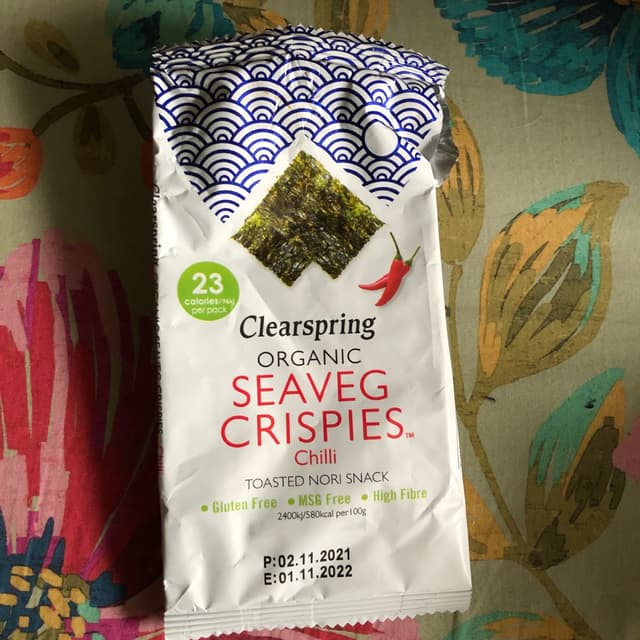 23
calories/96kj
per pack
Clearspring
ORGANIC
SEAVEG
CRISPIES™
Chilli
TOASTED NORI SNACK
• Gluten Free • MSG Free • High Fibre
2400kJ/580kcal per100g
P:02.11.2021
E:01.11.2022